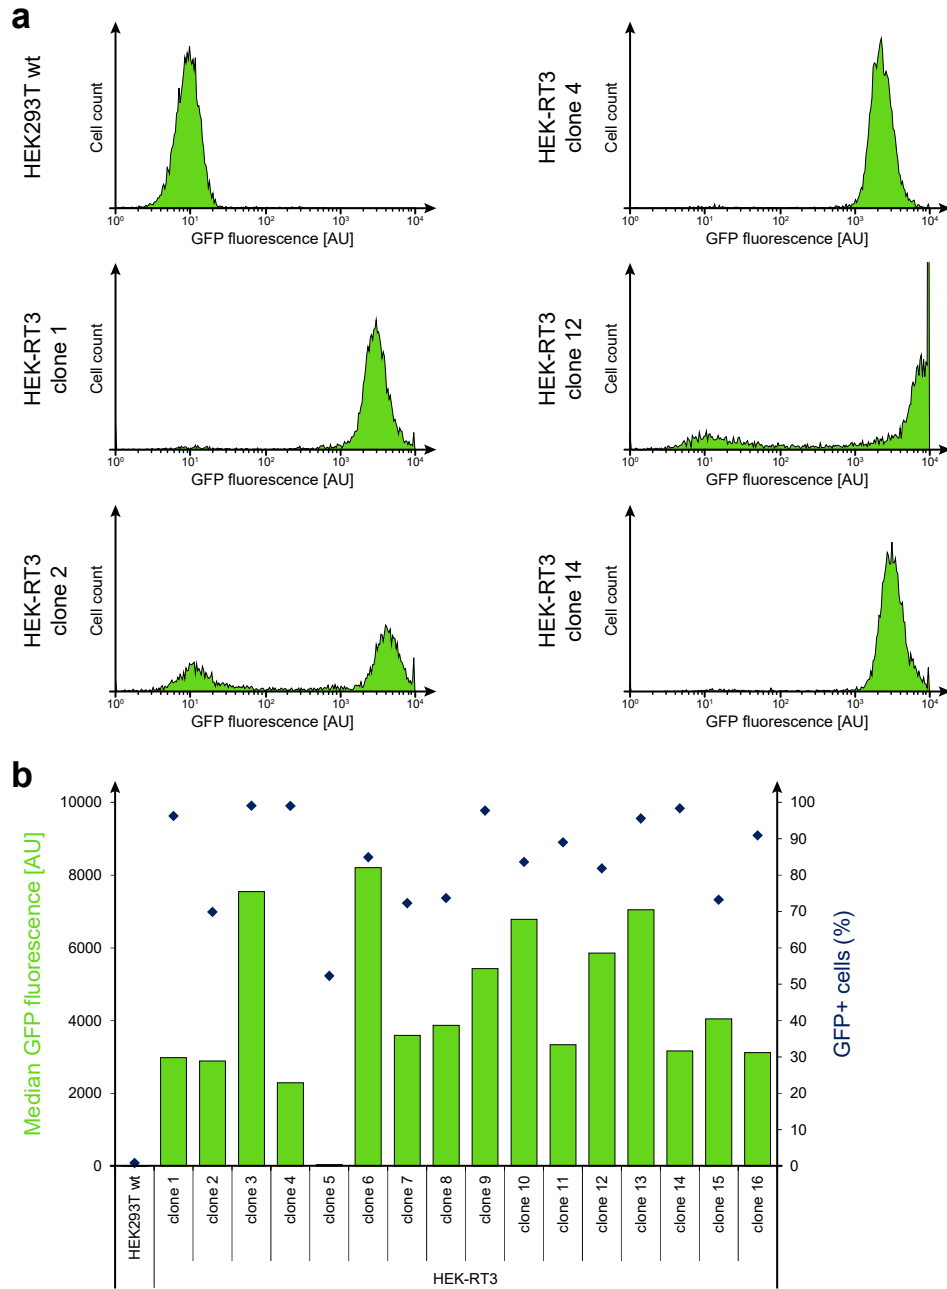 a
HEK293T wt
Cell count
10⁰ 10¹ 10² 10³ 10⁴
GFP fluorescence [AU]
HEK-RT3
clone 4
Cell count
10⁰ 10¹ 10² 10³ 10⁴
GFP fluorescence [AU]
HEK-RT3
clone 1
Cell count
10⁰ 10¹ 10² 10³ 10⁴
GFP fluorescence [AU]
HEK-RT3
clone 12
Cell count
10⁰ 10¹ 10² 10³ 10⁴
GFP fluorescence [AU]
HEK-RT3
clone 2
Cell count
10⁰ 10¹ 10² 10³ 10⁴
GFP fluorescence [AU]
HEK-RT3
clone 14
Cell count
10⁰ 10¹ 10² 10³ 10⁴
GFP fluorescence [AU]
b
Median GFP fluorescence [AU]
10000
8000
6000
4000
2000
0
100
90
80
70
60
50
40
30
20
10
0
GFP+ cells (%)
HEK293T wt
clone 1
clone 2
clone 3
clone 4
clone 5
clone 6
clone 7
clone 8
clone 9
clone 10
clone 11
clone 12
clone 13
clone 14
clone 15
clone 16
HEK-RT3